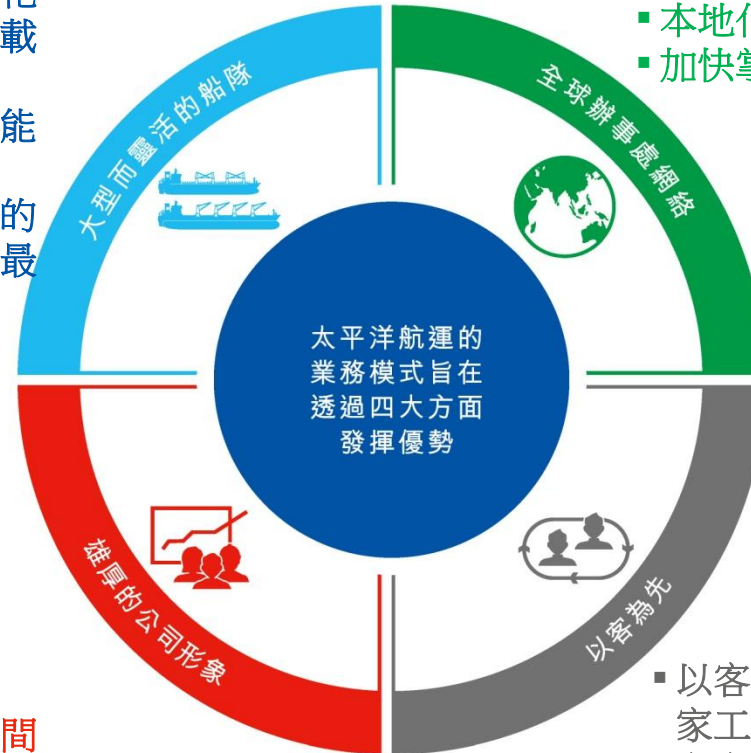 載
能
的
最
大型而靈活的船隊
▪ 本地
▪ 加快
全球辦事處網絡
太平洋航運的
業務模式旨在
透過四大方面
發揮優勢
雄厚的公司形象
以客為先
間
▪ 以客
家工